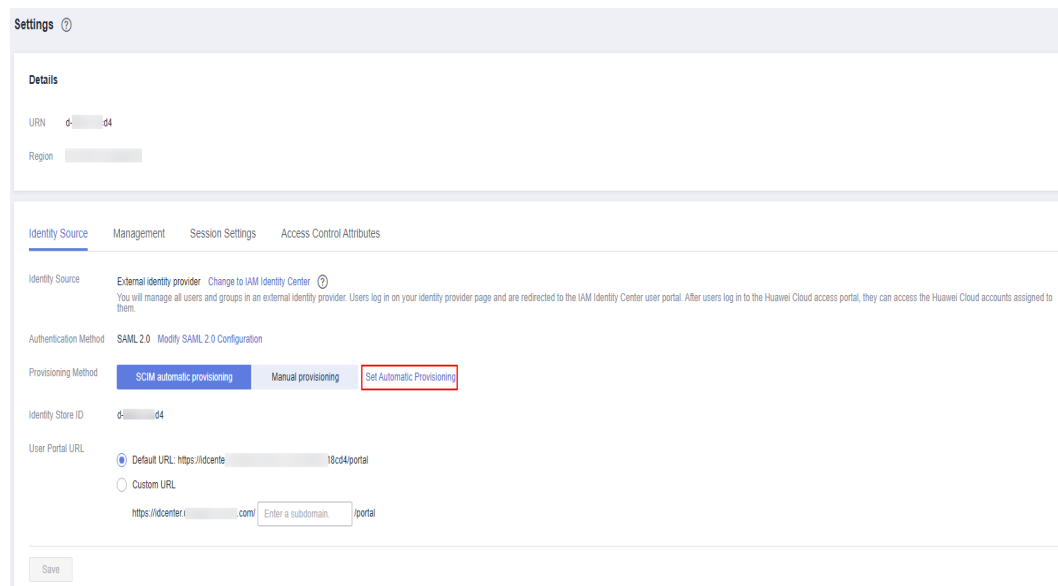 Settings ?
Details
URN d- d4
Region
Identity Source Management Session Settings Access Control Attributes
Identity Source External identity provider Change to IAM Identity Center ?
You will manage all users and groups in an external identity provider. Users log in on your identity provider page and are redirected to the IAM Identity Center user portal. After users log in to the Huawei Cloud access portal, they can access the Huawei Cloud accounts assigned to
them.
Authentication Method SAML 2.0 Modify SAML 2.0 Configuration
Provisioning Method SCIM automatic provisioning Manual provisioning Set Automatic Provisioning
Identity Store ID d- d4
User Portal URL
Default URL: https://idcente 18cd4/portal
Custom URL
https://idcenter. .com/ Enter a subdomain. /portal
Save